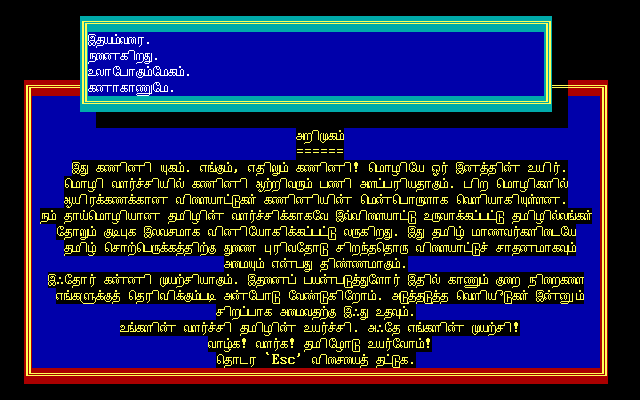 இதயம்வரை.
நனைகிறது.
உலாபோகும்மேகம்.
கனாகாணுமே.
அறிமுகம்
======
இது கணினி யுகம். எங்கும், எதிலும் கணினி! மொழியே ஓர் இனத்தின் உயிர்.
மொழி வளர்ச்சியில் கணினி ஆற்றிவரும் பணி அளப்பரியதாகும். பிற மொழிகளில்
ஆயிரக்கணக்கான விளையாட்டுகள் கணினியின் மென்பொருளாக வெளியாகியுள்ளன.
நம் தாய்மொழியான தமிழின் வளர்ச்சிக்காகவே இவ்விளையாட்டு உருவாக்கப்பட்டு தமிழில்லங்கள்
தோறும் கூடிபுக இலவசமாக வினியோகிக்கப்பட்டு வருகிறது. இது தமிழ் மாணவர்களிடையே
தமிழ் சொற்பெருக்கத்திற்கு துணை புரிவதோடு சிறந்ததொரு விளையாட்டுச் சாதனமாகவும்
அமையும் என்பது திண்ணமாகும்.
இஃதோர் கன்னி முயற்சியாகும். இதனைப் பயன்படுத்துவோர் இதில் காணும் குறை நிறைகளை
எங்களுக்குத் தெரிவிக்கும்படி அன்போடு வேண்டுகிறோம். அடுத்தடுத்த வெளியீடுகள் இன்னும்
சிறப்பாக அமைவதற்கு இஃது உதவும்.
உங்களின் வளர்ச்சி தமிழின் உயர்ச்சி. அஃதே எங்களின் முயற்சி!
வாழ்க! வளர்க! தமிழோடு உயர்வோம்!
தொடர `Esc' விசையைத் தட்டுக.